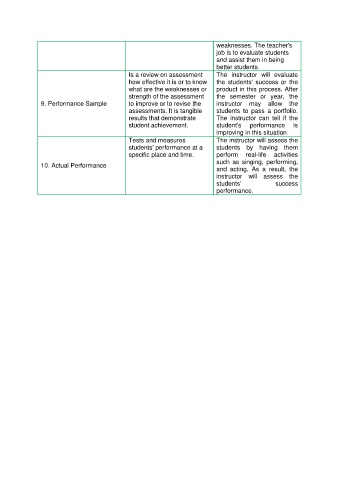 weaknesses. The teacher's
job is to evaluate students
and assist them in being
better students.
9. Performance Sample
Is a review on assessment
how effective it is or to know
what are the weaknesses or
strength of the assessment
to improve or to revise the
assessments. It is tangible
results that demonstrate
student achievement.
The instructor will evaluate
the students' success or the
product in this process. After
the semester or year, the
instructor may allow the
students to pass a portfolio.
The instructor can tell if the
student's performance is
improving in this situation.
10. Actual Performance
Tests and measures
students' performance at a
specific place and time.
The instructor will assess the
students by having them
perform real-life activities
such as singing, performing,
and acting. As a result, the
instructor will assess the
students' success
performance.